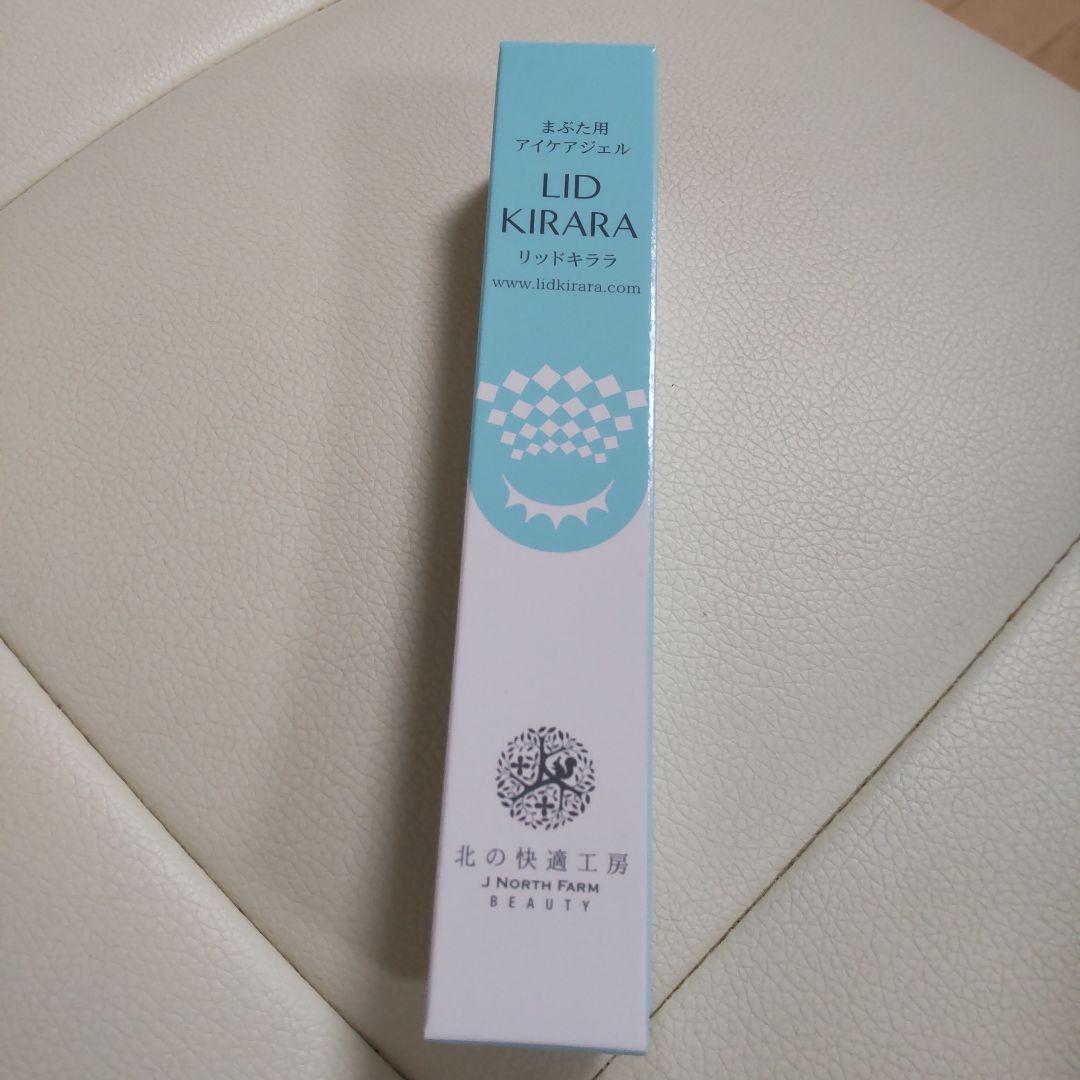 まぶた用
アイケアジェル
LID
KIRARA
リッドキララ
www.lidkirara.com
北の快適工房
J NORTH FARM
BEAUTY